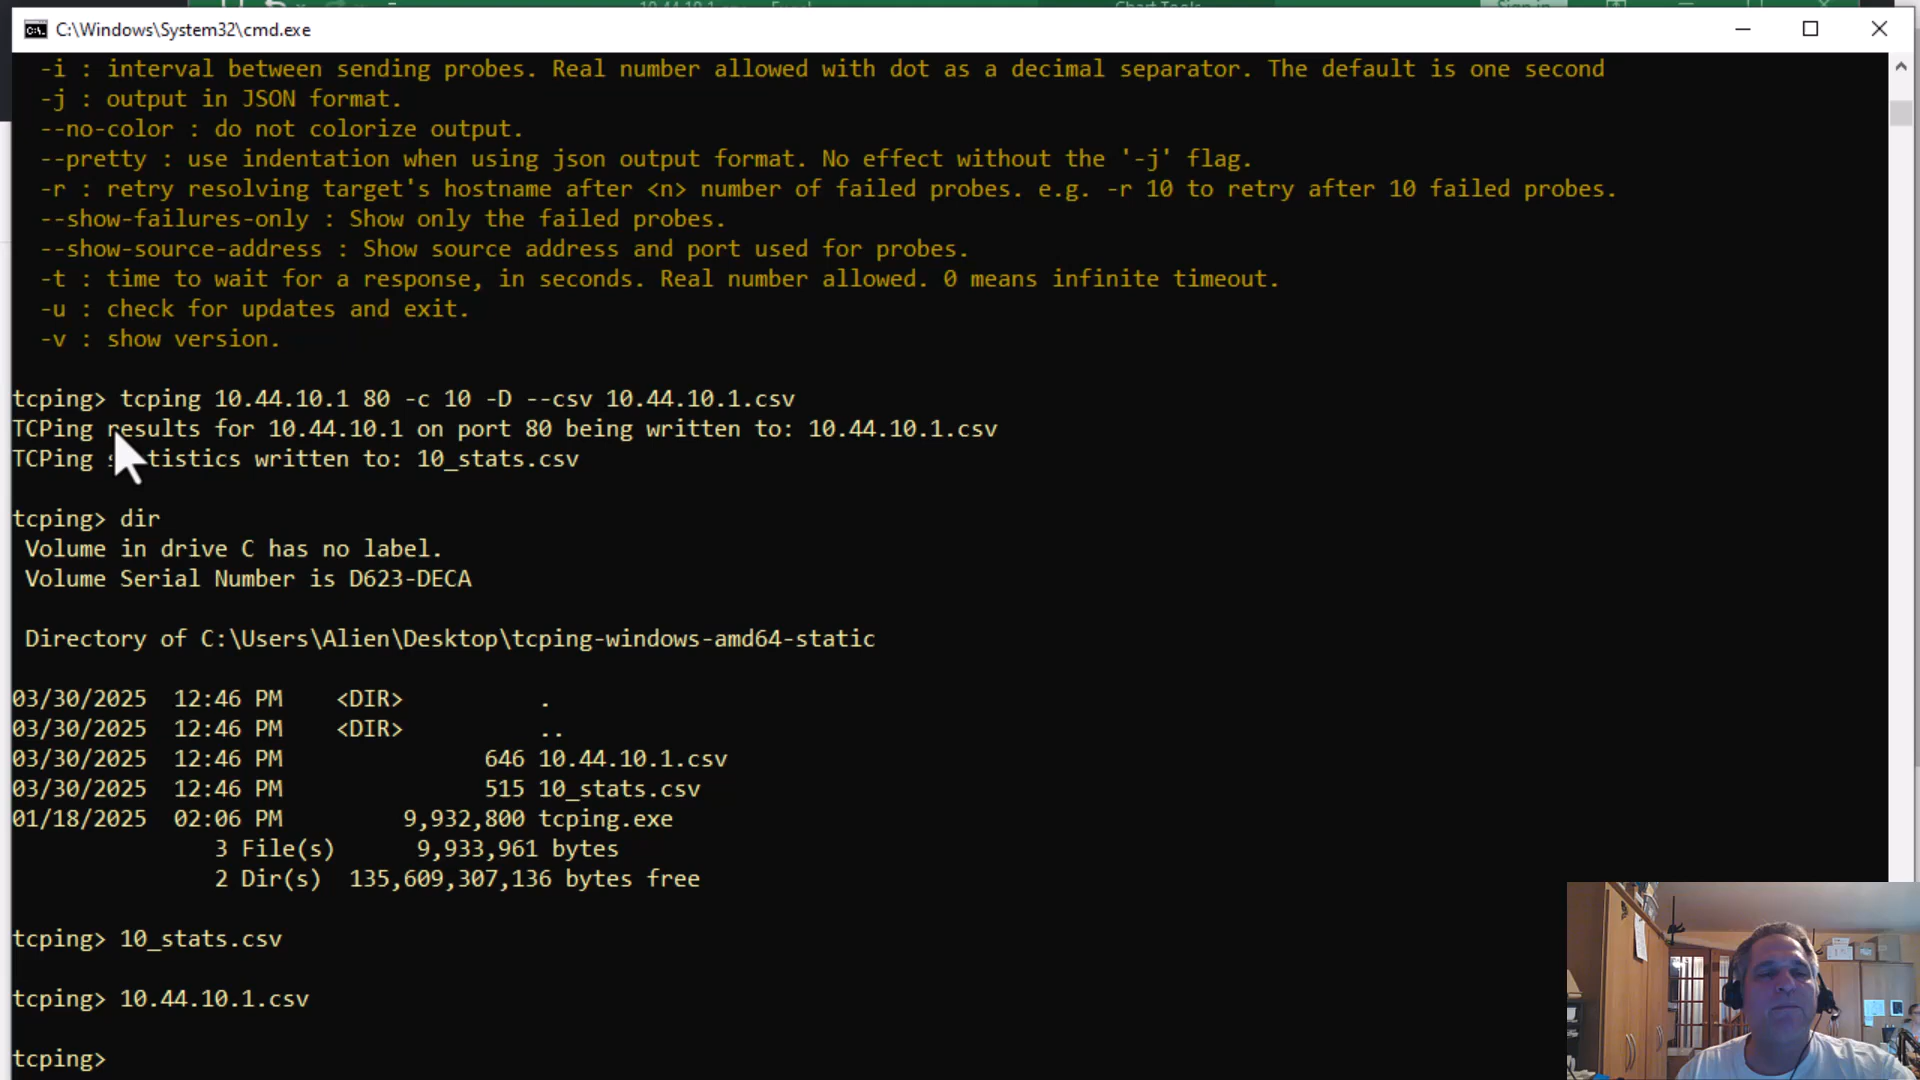 10.44.10.1.csv - Excel
Chart Tools
Sign in
C:\Windows\System32\cmd.exe
-i : interval between sending probes. Real number allowed with dot as a decimal separator. The default is one second
-j : output in JSON format.
--no-color : do not colorize output.
--pretty : use indentation when using json output format. No effect without the '-j' flag.
-r : retry resolving target's hostname after <n> number of failed probes. e.g. -r 10 to retry after 10 failed probes.
--show-failures-only : Show only the failed probes.
--show-source-address : Show source address and port used for probes.
-t : time to wait for a response, in seconds. Real number allowed. 0 means infinite timeout.
-u : check for updates and exit.
-v : show version.
tcping> tcping 10.44.10.1 80 -c 10 -D --csv 10.44.10.1.csv
TCPing results for 10.44.10.1 on port 80 being written to: 10.44.10.1.csv
TCPing statistics written to: 10_stats.csv
tcping> dir
Volume in drive C has no label.
Volume Serial Number is D623-DECA
Directory of C:\Users\Alien\Desktop\tcping-windows-amd64-static
03/30/2025 12:46 PM <DIR> .
03/30/2025 12:46 PM <DIR> ..
03/30/2025 12:46 PM 646 10.44.10.1.csv
03/30/2025 12:46 PM 515 10_stats.csv
01/18/2025 02:06 PM 9,932,800 tcping.exe
3 File(s) 9,933,961 bytes
2 Dir(s) 135,609,307,136 bytes free
tcping> 10_stats.csv
tcping> 10.44.10.1.csv
tcping>